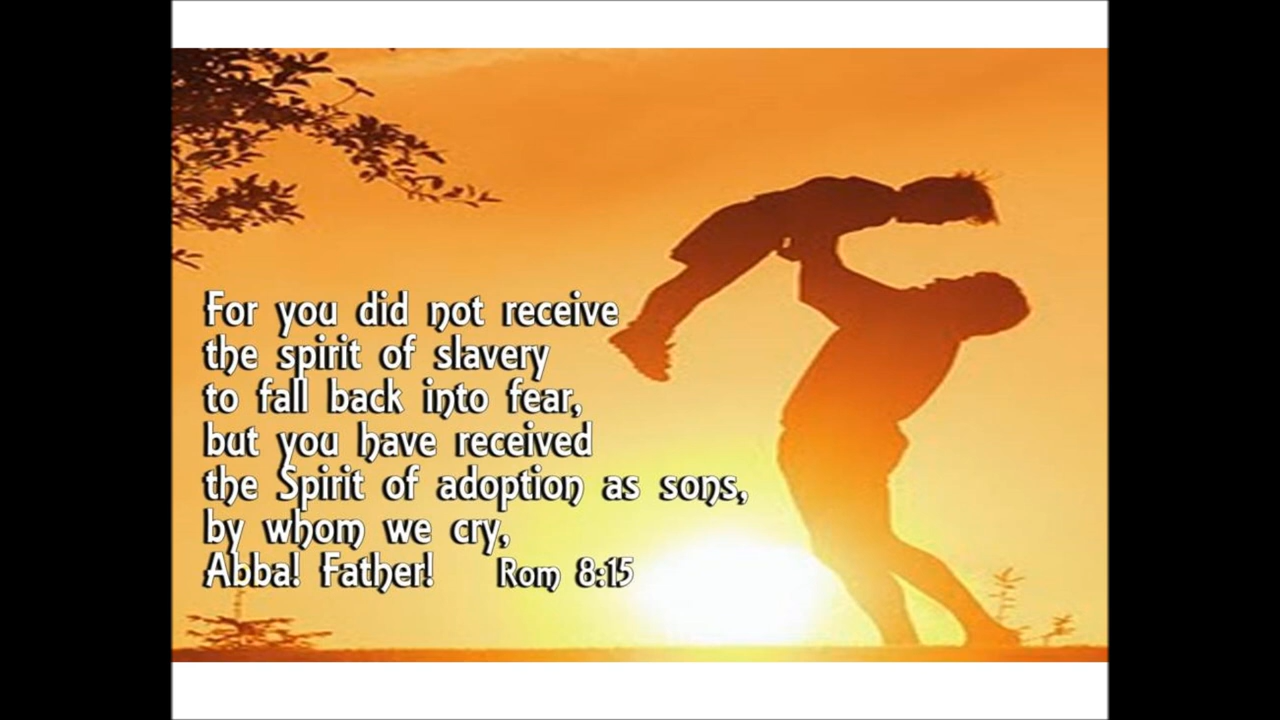 For you did not receive
the spirit of slavery
to fall back into fear,
but you have received
the Spirit of adoption as sons,
by whom we cry,
Abba! Father! Rom 8:15